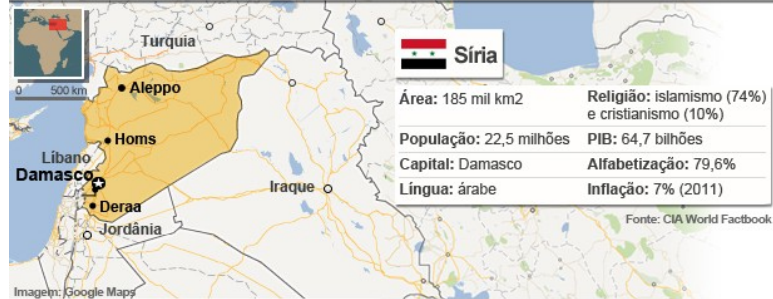 Turquia
0 500 km
Aleppo
Homs
Líbano
Damasco
Deraa
Jordânia
Iraque
Imagem: Google Maps
Síria
Área: 185 mil km2
Religião: islamismo (74%)
e cristianismo (10%)
População: 22,5 milhões
PIB: 64,7 bilhões
Capital: Damasco
Alfabetização: 79,6%
Língua: árabe
Inflação: 7% (2011)
Fonte: CIA World Factbook